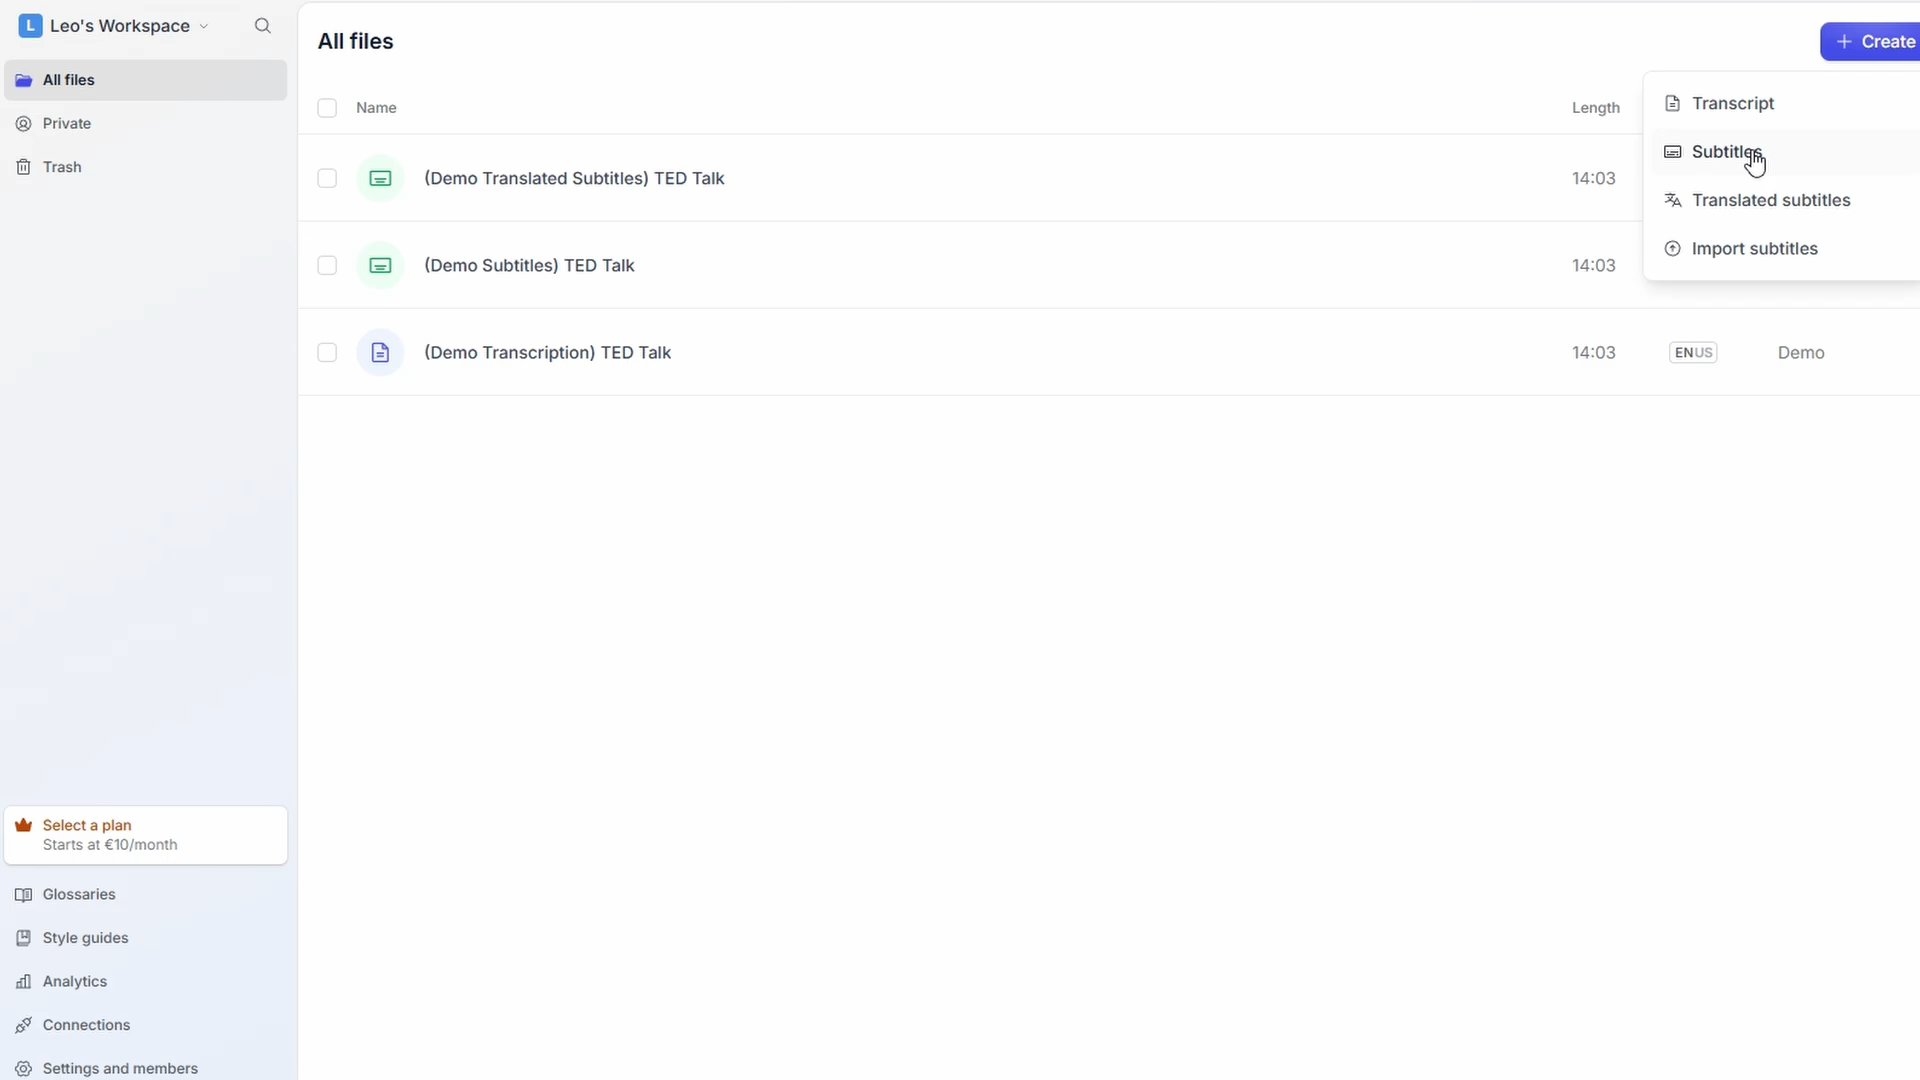 L Leo's Workspace
All files
Private
Trash
Select a plan
Starts at €10/month
Glossaries
Style guides
Analytics
Connections
Settings and members
All files
+ Create
Name
Length
(Demo Translated Subtitles) TED Talk
14:03
(Demo Subtitles) TED Talk
14:03
(Demo Transcription) TED Talk
14:03
ENUS
Demo
Transcript
Subtitles
Translated subtitles
Import subtitles